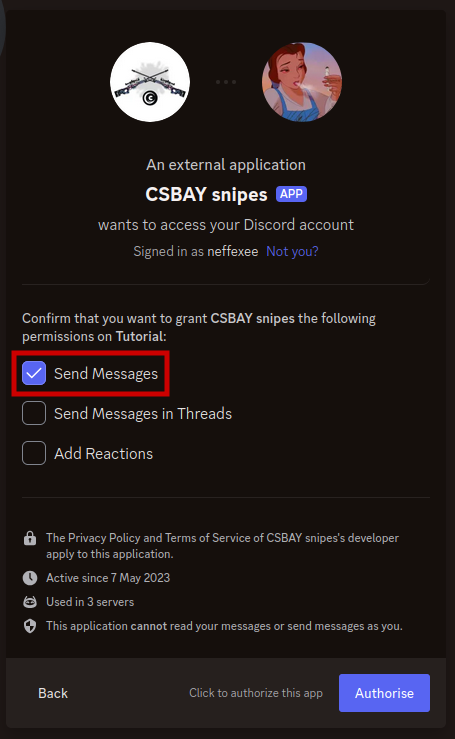 An external application
CSBAY snipes APP
wants to access your Discord account
Signed in as neffexee Not you?
Confirm that you want to grant CSBAY snipes the following
permissions on Tutorial:
Send Messages
Send Messages in Threads
Add Reactions
The Privacy Policy and Terms of Service of CSBAY snipes's developer
apply to this application.
Active since 7 May 2023
Used in 3 servers
This application cannot read your messages or send messages as you.
Back
Click to authorize this app
Authorise